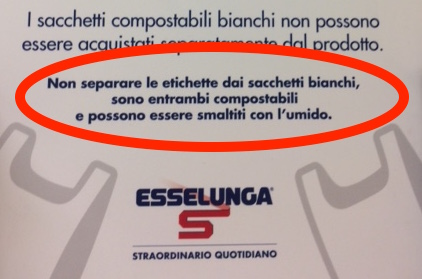 I sacchetti compostabili bianchi non possono
essere acquistati separatamente dal prodotto.
Non separare le etichette dai sacchetti bianchi,
sono entrambi compostabili
e possono essere smaltiti con l'umido.
ESSELUNGA®
S
STRAORDINARIO QUOTIDIANO